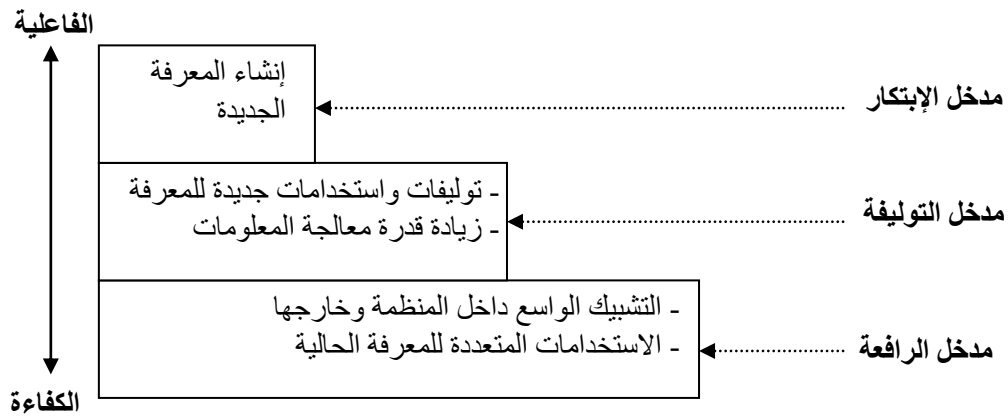 الفاعلية
إنشاء المعرفة
الجديدة
مدخل الإبتكار
- توليفات واستخدامات جديدة للمعرفة
- زيادة قدرة معالجة المعلومات
مدخل التوليفة
- التشبيك الواسع داخل المنظمة وخارجها
- الاستخدامات المتعددة للمعرفة الحالية
مدخل الرافعة
الكفاءة